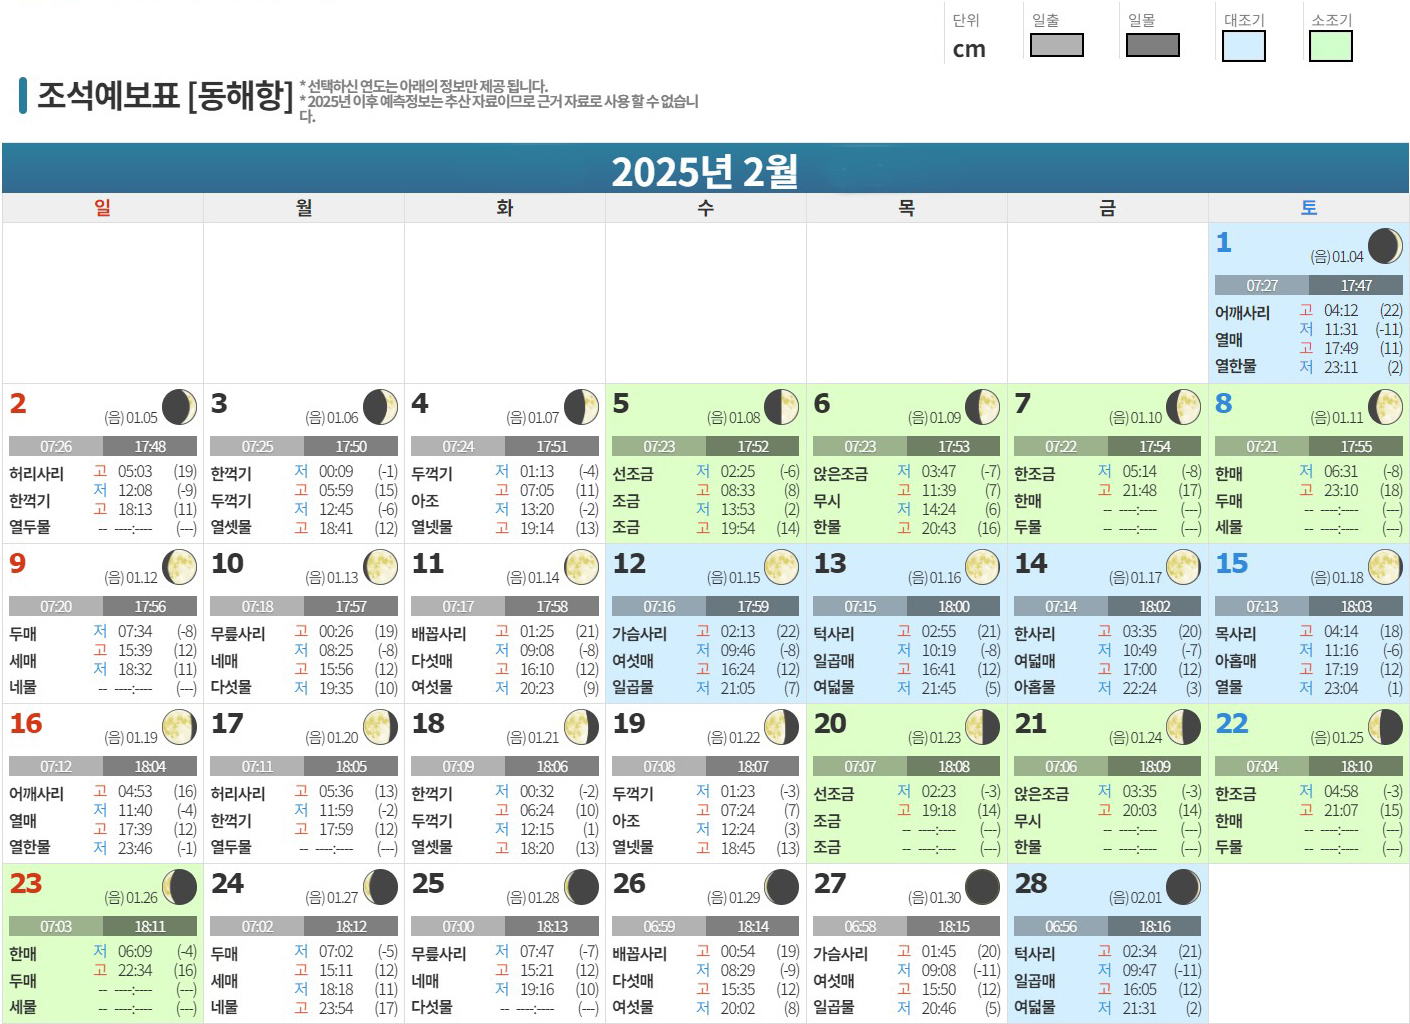 단위 일출 일몰 대조기 소조기
cm
조석예보표 [동해항]
* 선택하신 연도는 아래의 정보만 제공 됩니다.
* 2025년 이후 예측정보는 추산 자료이므로 근거 자료로 사용 할 수 없습니
다.
2025년 2월
일 월 화 수 목 금 토
1 (음) 01.04
07:27 17:47
어깨사리
열매
열한물
고 04:12 (22)
저 11:31 (-11)
고 17:49 (11)
저 23:11 (2)
2 (음) 01.05
07:26 17:48
허리사리
한꺽기
열두물
고 05:03 (19)
저 12:08 (-9)
고 18:13 (11)
-- ----:---- (---)
3 (음) 01.06
07:25 17:50
한꺽기
두꺽기
열셋물
저 00:09 (-1)
고 05:59 (15)
저 12:45 (-6)
고 18:41 (12)
4 (음) 01.07
07:24 17:51
두꺽기
아조
열넷물
저 01:13 (-4)
고 07:05 (11)
저 13:20 (-2)
고 19:14 (13)
5 (음) 01.08
07:23 17:52
선조금
조금
조금
저 02:25 (-6)
고 08:33 (8)
저 13:53 (2)
고 19:54 (14)
6 (음) 01.09
07:23 17:53
앉은조금
무시
한물
저 03:47 (-7)
고 11:39 (7)
저 14:24 (6)
고 20:43 (16)
7 (음) 01.10
07:22 17:54
한조금
한매
두물
저 05:14 (-8)
고 21:48 (17)
-- ----:---- (---)
-- ----:---- (---)
8 (음) 01.11
07:21 17:55
한매
두매
세물
저 06:31 (-8)
고 23:10 (18)
-- ----:---- (---)
-- ----:---- (---)
9 (음) 01.12
07:20 17:56
두매
세매
네물
저 07:34 (-8)
고 15:39 (12)
저 18:32 (11)
-- ----:---- (---)
10 (음) 01.13
07:18 17:57
무릎사리
네매
다섯물
고 00:26 (19)
저 08:25 (-8)
고 15:56 (12)
저 19:35 (10)
11 (음) 01.14
07:17 17:58
배꼽사리
다섯매
여섯물
고 01:25 (21)
저 09:08 (-8)
고 16:10 (12)
저 20:23 (9)
12 (음) 01.15
07:16 17:59
가슴사리
여섯매
일곱물
고 02:13 (22)
저 09:46 (-8)
고 16:24 (12)
저 21:05 (7)
13 (음) 01.16
07:15 18:00
턱사리
일곱매
여덟물
고 02:55 (21)
저 10:19 (-8)
고 16:41 (12)
저 21:45 (5)
14 (음) 01.17
07:14 18:02
한사리
여덟매
아홉물
고 03:35 (20)
저 10:49 (-7)
고 17:00 (12)
저 22:24 (3)
15 (음) 01.18
07:13 18:03
목사리
아홉매
열물
고 04:14 (18)
저 11:16 (-6)
고 17:19 (12)
저 23:04 (1)
16 (음) 01.19
07:12 18:04
어깨사리
열매
열한물
고 04:53 (16)
저 11:40 (-4)
고 17:39 (12)
저 23:46 (-1)
17 (음) 01.20
07:11 18:05
허리사리
한꺽기
열두물
고 05:36 (13)
저 11:59 (-2)
고 17:59 (12)
-- ----:---- (---)
18 (음) 01.21
07:09 18:06
한꺽기
두꺽기
열셋물
저 00:32 (-2)
고 06:24 (10)
저 12:15 (1)
고 18:20 (13)
19 (음) 01.22
07:08 18:07
두꺽기
아조
열넷물
저 01:23 (-3)
고 07:24 (7)
저 12:24 (3)
고 18:45 (13)
20 (음) 01.23
07:07 18:08
선조금
조금
조금
저 02:23 (-3)
고 19:18 (14)
-- ----:---- (---)
-- ----:---- (---)
21 (음) 01.24
07:06 18:09
앉은조금
무시
한물
저 03:35 (-3)
고 20:03 (14)
-- ----:---- (---)
-- ----:---- (---)
22 (음) 01.25
07:04 18:10
한조금
한매
두물
저 04:58 (-3)
고 21:07 (15)
-- ----:---- (---)
-- ----:---- (---)
23 (음) 01.26
07:03 18:11
한매
두매
세물
저 06:09 (-4)
고 22:34 (16)
-- ----:---- (---)
-- ----:---- (---)
24 (음) 01.27
07:02 18:12
두매
세매
네물
저 07:02 (-5)
고 15:11 (12)
저 18:18 (11)
고 23:54 (17)
25 (음) 01.28
07:00 18:13
무릎사리
네매
다섯물
저 07:47 (-7)
고 15:21 (12)
저 19:16 (10)
-- ----:---- (---)
26 (음) 01.29
06:59 18:14
배꼽사리
다섯매
여섯물
고 00:54 (19)
저 08:29 (-9)
고 15:35 (12)
저 20:02 (8)
27 (음) 01.30
06:58 18:15
가슴사리
여섯매
일곱물
고 01:45 (20)
저 09:08 (-11)
고 15:50 (12)
저 20:46 (5)
28 (음) 02.01
06:56 18:16
턱사리
일곱매
여덟물
고 02:34 (21)
저 09:47 (-11)
고 16:05 (12)
저 21:31 (2)